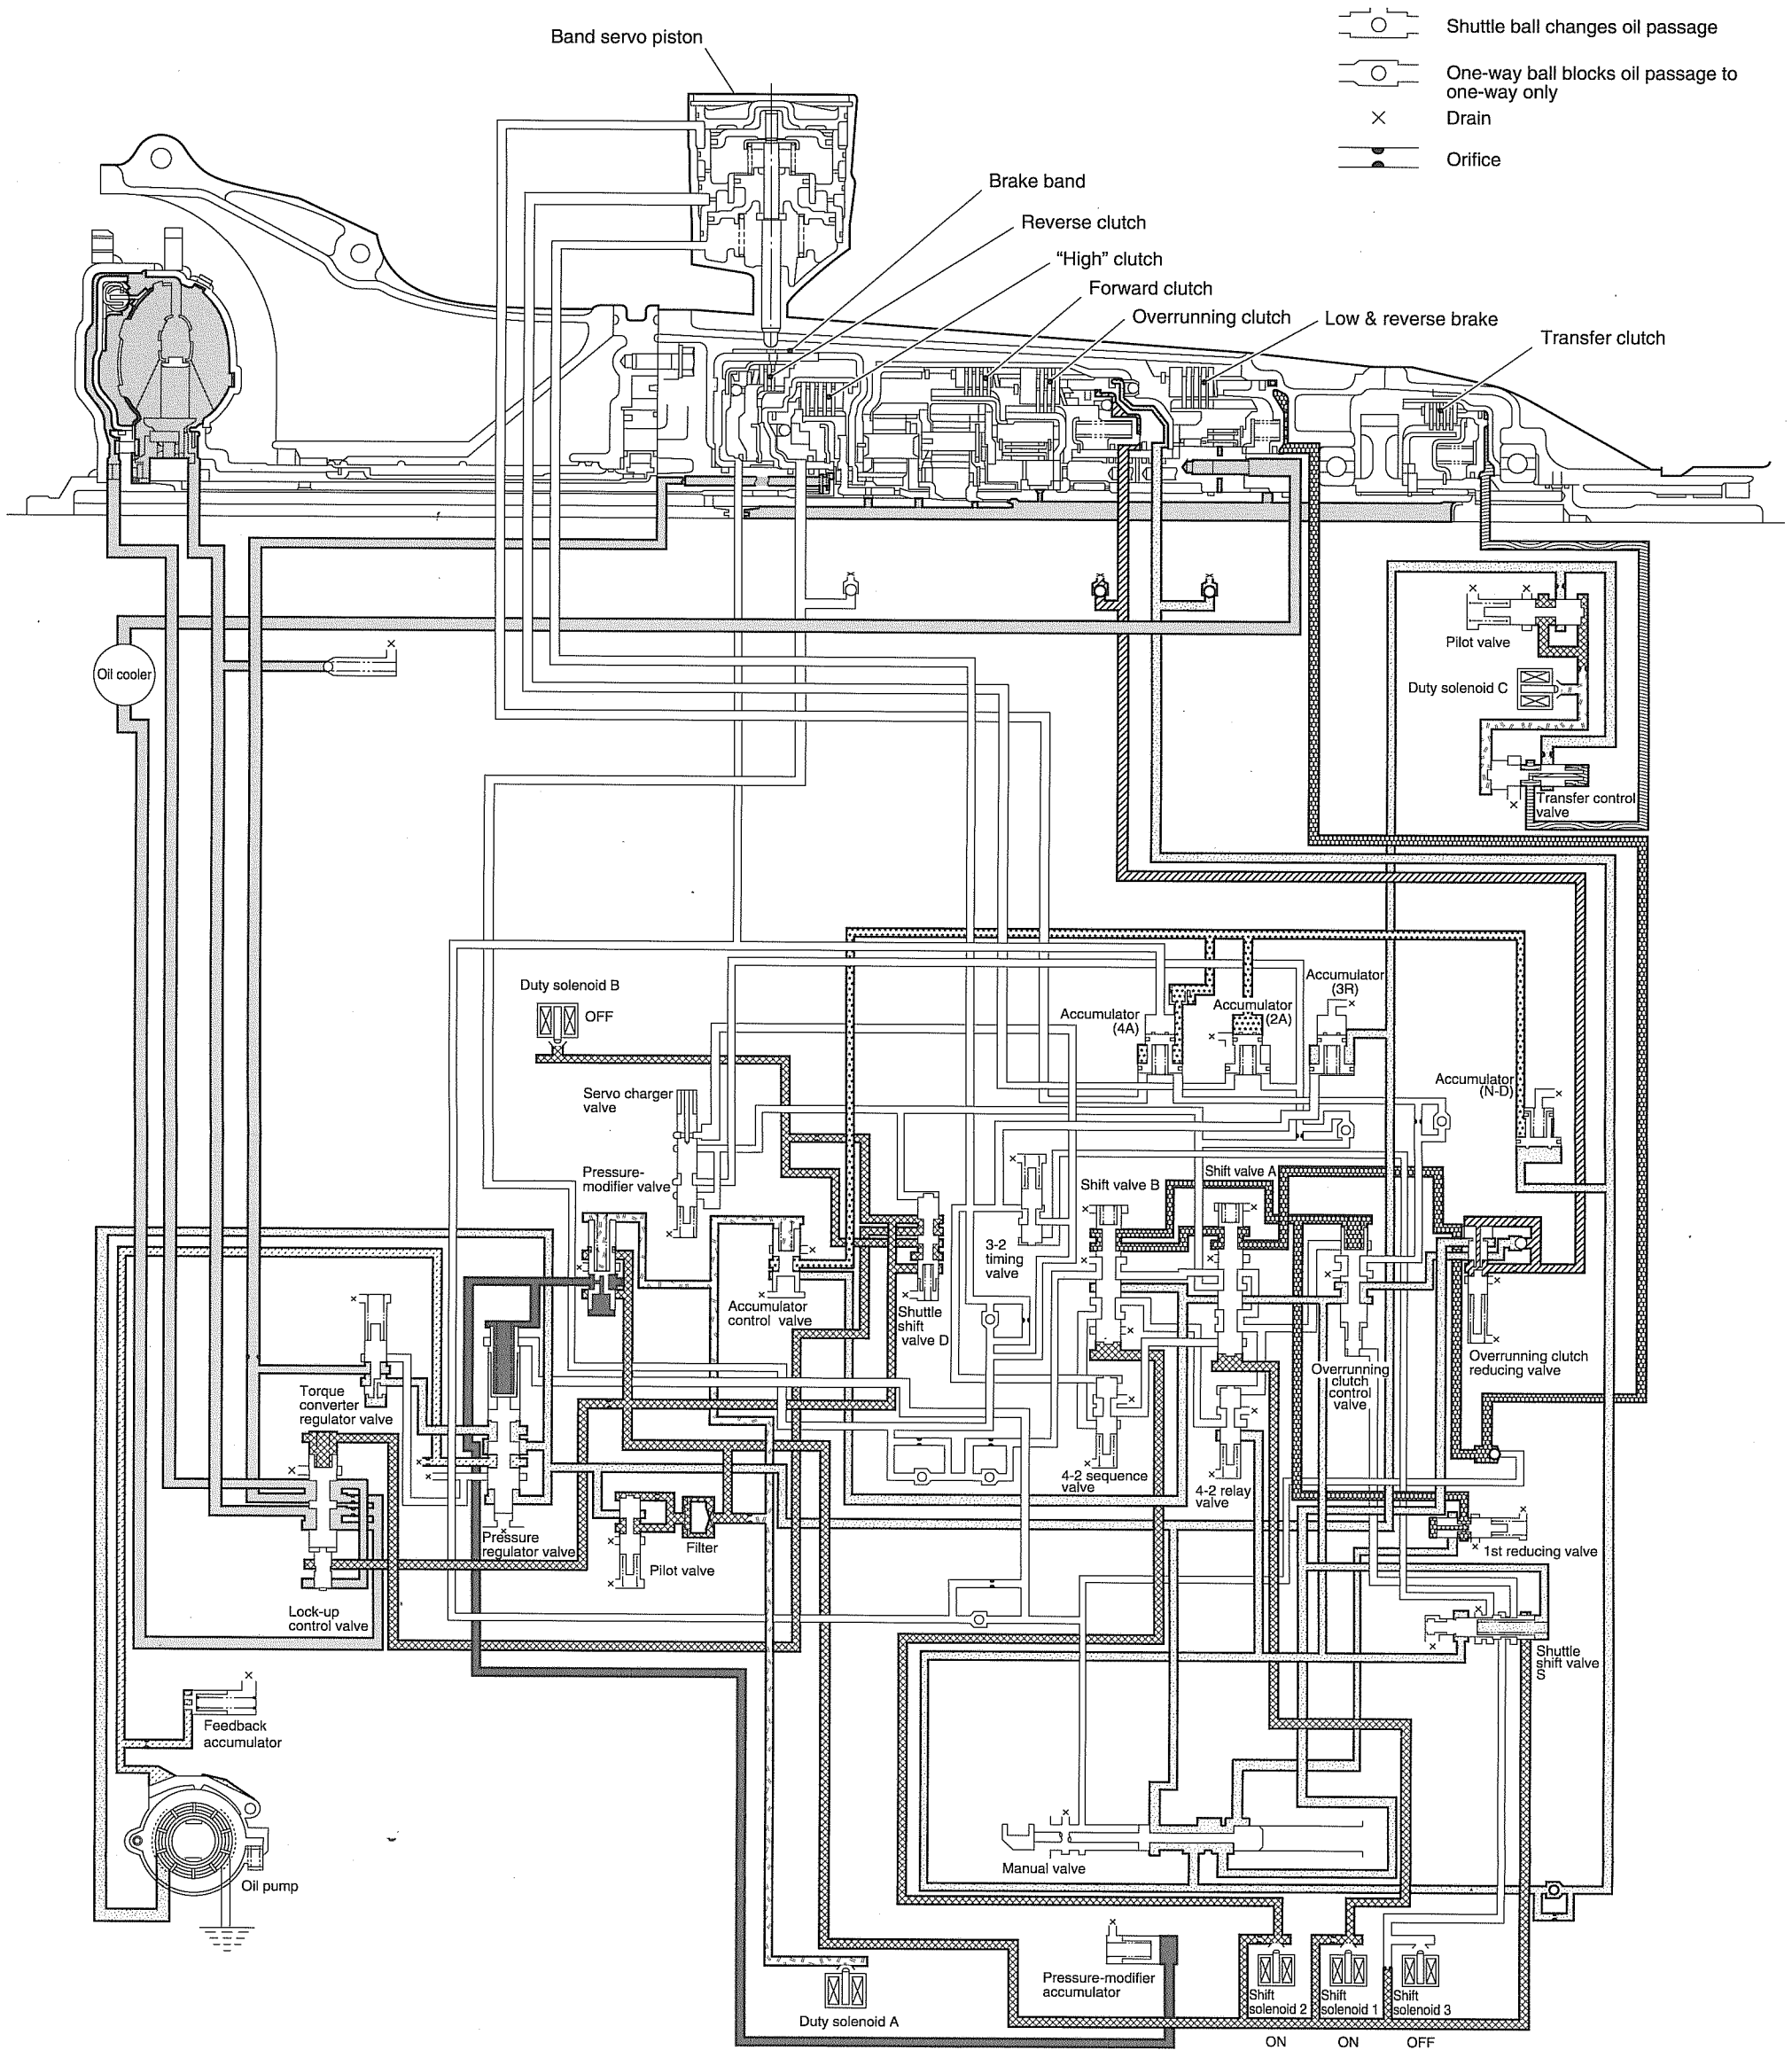 Shuttle ball changes oil passage
One-way ball blocks oil passage to
one-way only
Drain
Orifice
Band servo piston
Brake band
Reverse clutch
“High” clutch
Forward clutch
Overrunning clutch
Low & reverse brake
Transfer clutch
Oil cooler
Pilot valve
Duty solenoid C
Transfer control
valve
Duty solenoid B
OFF
Accumulator
(4A)
Accumulator
(2A)
Accumulator
(3R)
Accumulator
(N-D)
Servo charger
valve
Pressure-
modifier valve
Shift valve B
Shift valve A
3-2
timing
valve
Accumulator
control valve
Shuttle
shift
valve D
Overrunning
clutch
control
valve
Overrunning clutch
reducing valve
Torque
converter
regulator valve
4-2 sequence
valve
4-2 relay
valve
Pressure
regulator valve
Filter
Pilot valve
1st reducing valve
Lock-up
control valve
Shuttle
shift valve
S
Feedback
accumulator
Oil pump
Manual valve
Pressure-modifier
accumulator
Duty solenoid A
Shift
solenoid 2
Shift
solenoid 1
Shift
solenoid 3
ON
ON
OFF